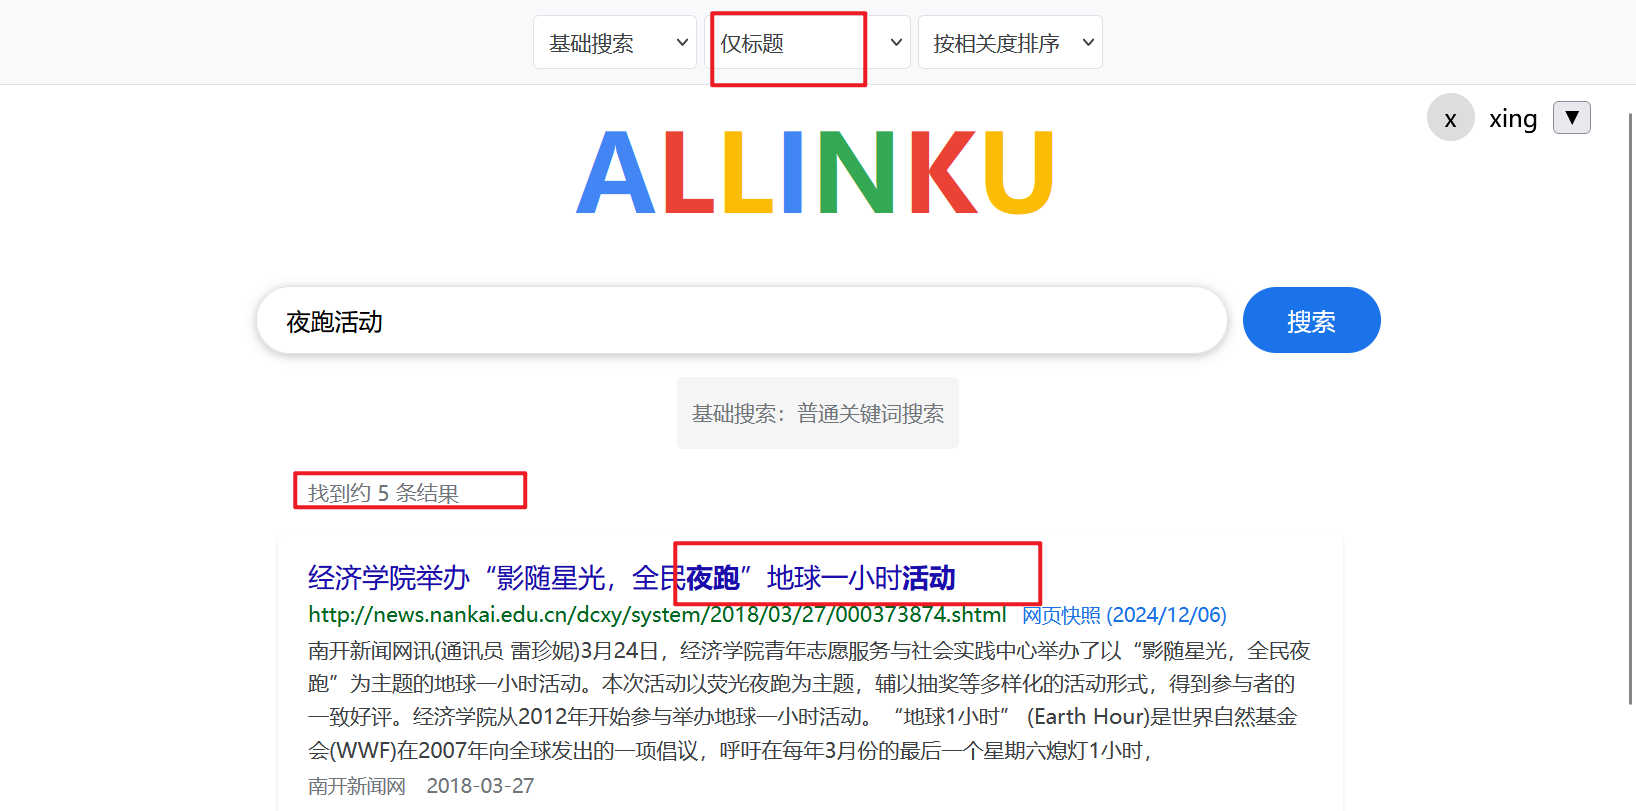 基础搜索 仅标题 按相关度排序
x xing ▼
ALLINKU
夜跑活动 搜索
基础搜索：普通关键词搜索
找到约 5 条结果
经济学院举办“影随星光，全民夜跑”地球一小时活动
http://news.nankai.edu.cn/dcxy/system/2018/03/27/000373874.shtml 网页快照 (2024/12/06)
南开新闻网讯(通讯员 雷珍妮)3月24日，经济学院青年志愿服务与社会实践中心举办了以“影随星光，全民夜
跑”为主题的地球一小时活动。本次活动以荧光夜跑为主题，辅以抽奖等多样化的活动形式，得到参与者的
一致好评。经济学院从2012年开始参与举办地球一小时活动。“地球1小时” (Earth Hour)是世界自然基金
会(WWF)在2007年向全球发出的一项倡议，呼吁在每年3月份的最后一个星期六熄灯1小时，
南开新闻网 2018-03-27